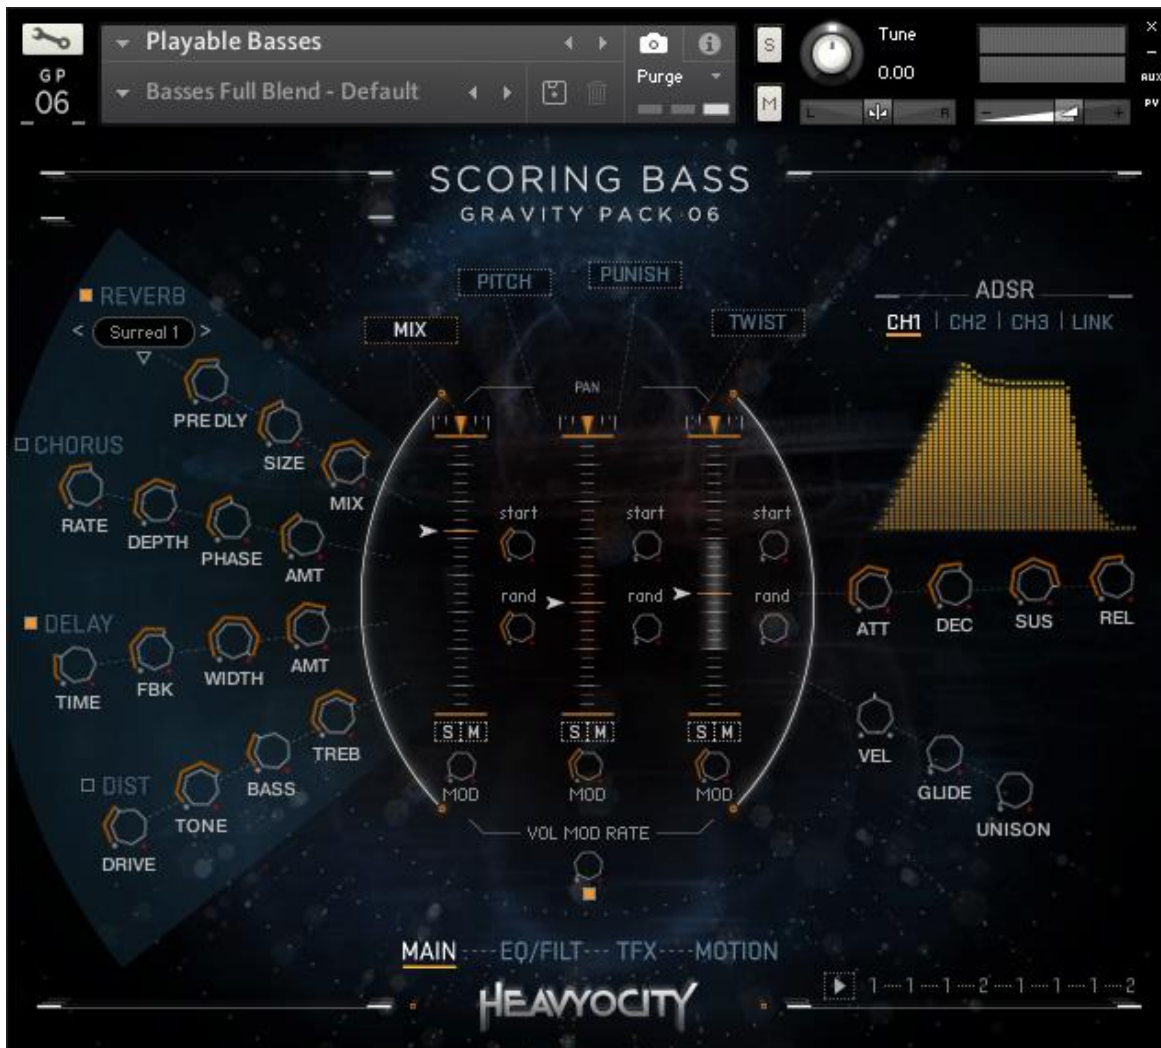 Playable Basses
Tune
0.00
S
M
Purge
GP
06
Basses Full Blend - Default
AUX
PV
L
R
SCORING BASS
GRAVITY PACK 06
REVERB
Surreal 1
PRE DLY
SIZE
MIX
CHORUS
RATE
DEPTH
PHASE
AMT
DELAY
TIME
FBK
WIDTH
AMT
DIST
DRIVE
TONE
BASS
TREB
MIX
PITCH
PUNISH
TWIST
PAN
start
start
start
rand
rand
rand
S M
S M
S M
MOD
MOD
MOD
VOL MOD RATE
ADSR
CH1 | CH2 | CH3 | LINK
ATT
DEC
SUS
REL
VEL
GLIDE
UNISON
MAIN EQ/FILT TFX MOTION
HEAVYOCITY
1 1 1 2 1 1 1 2